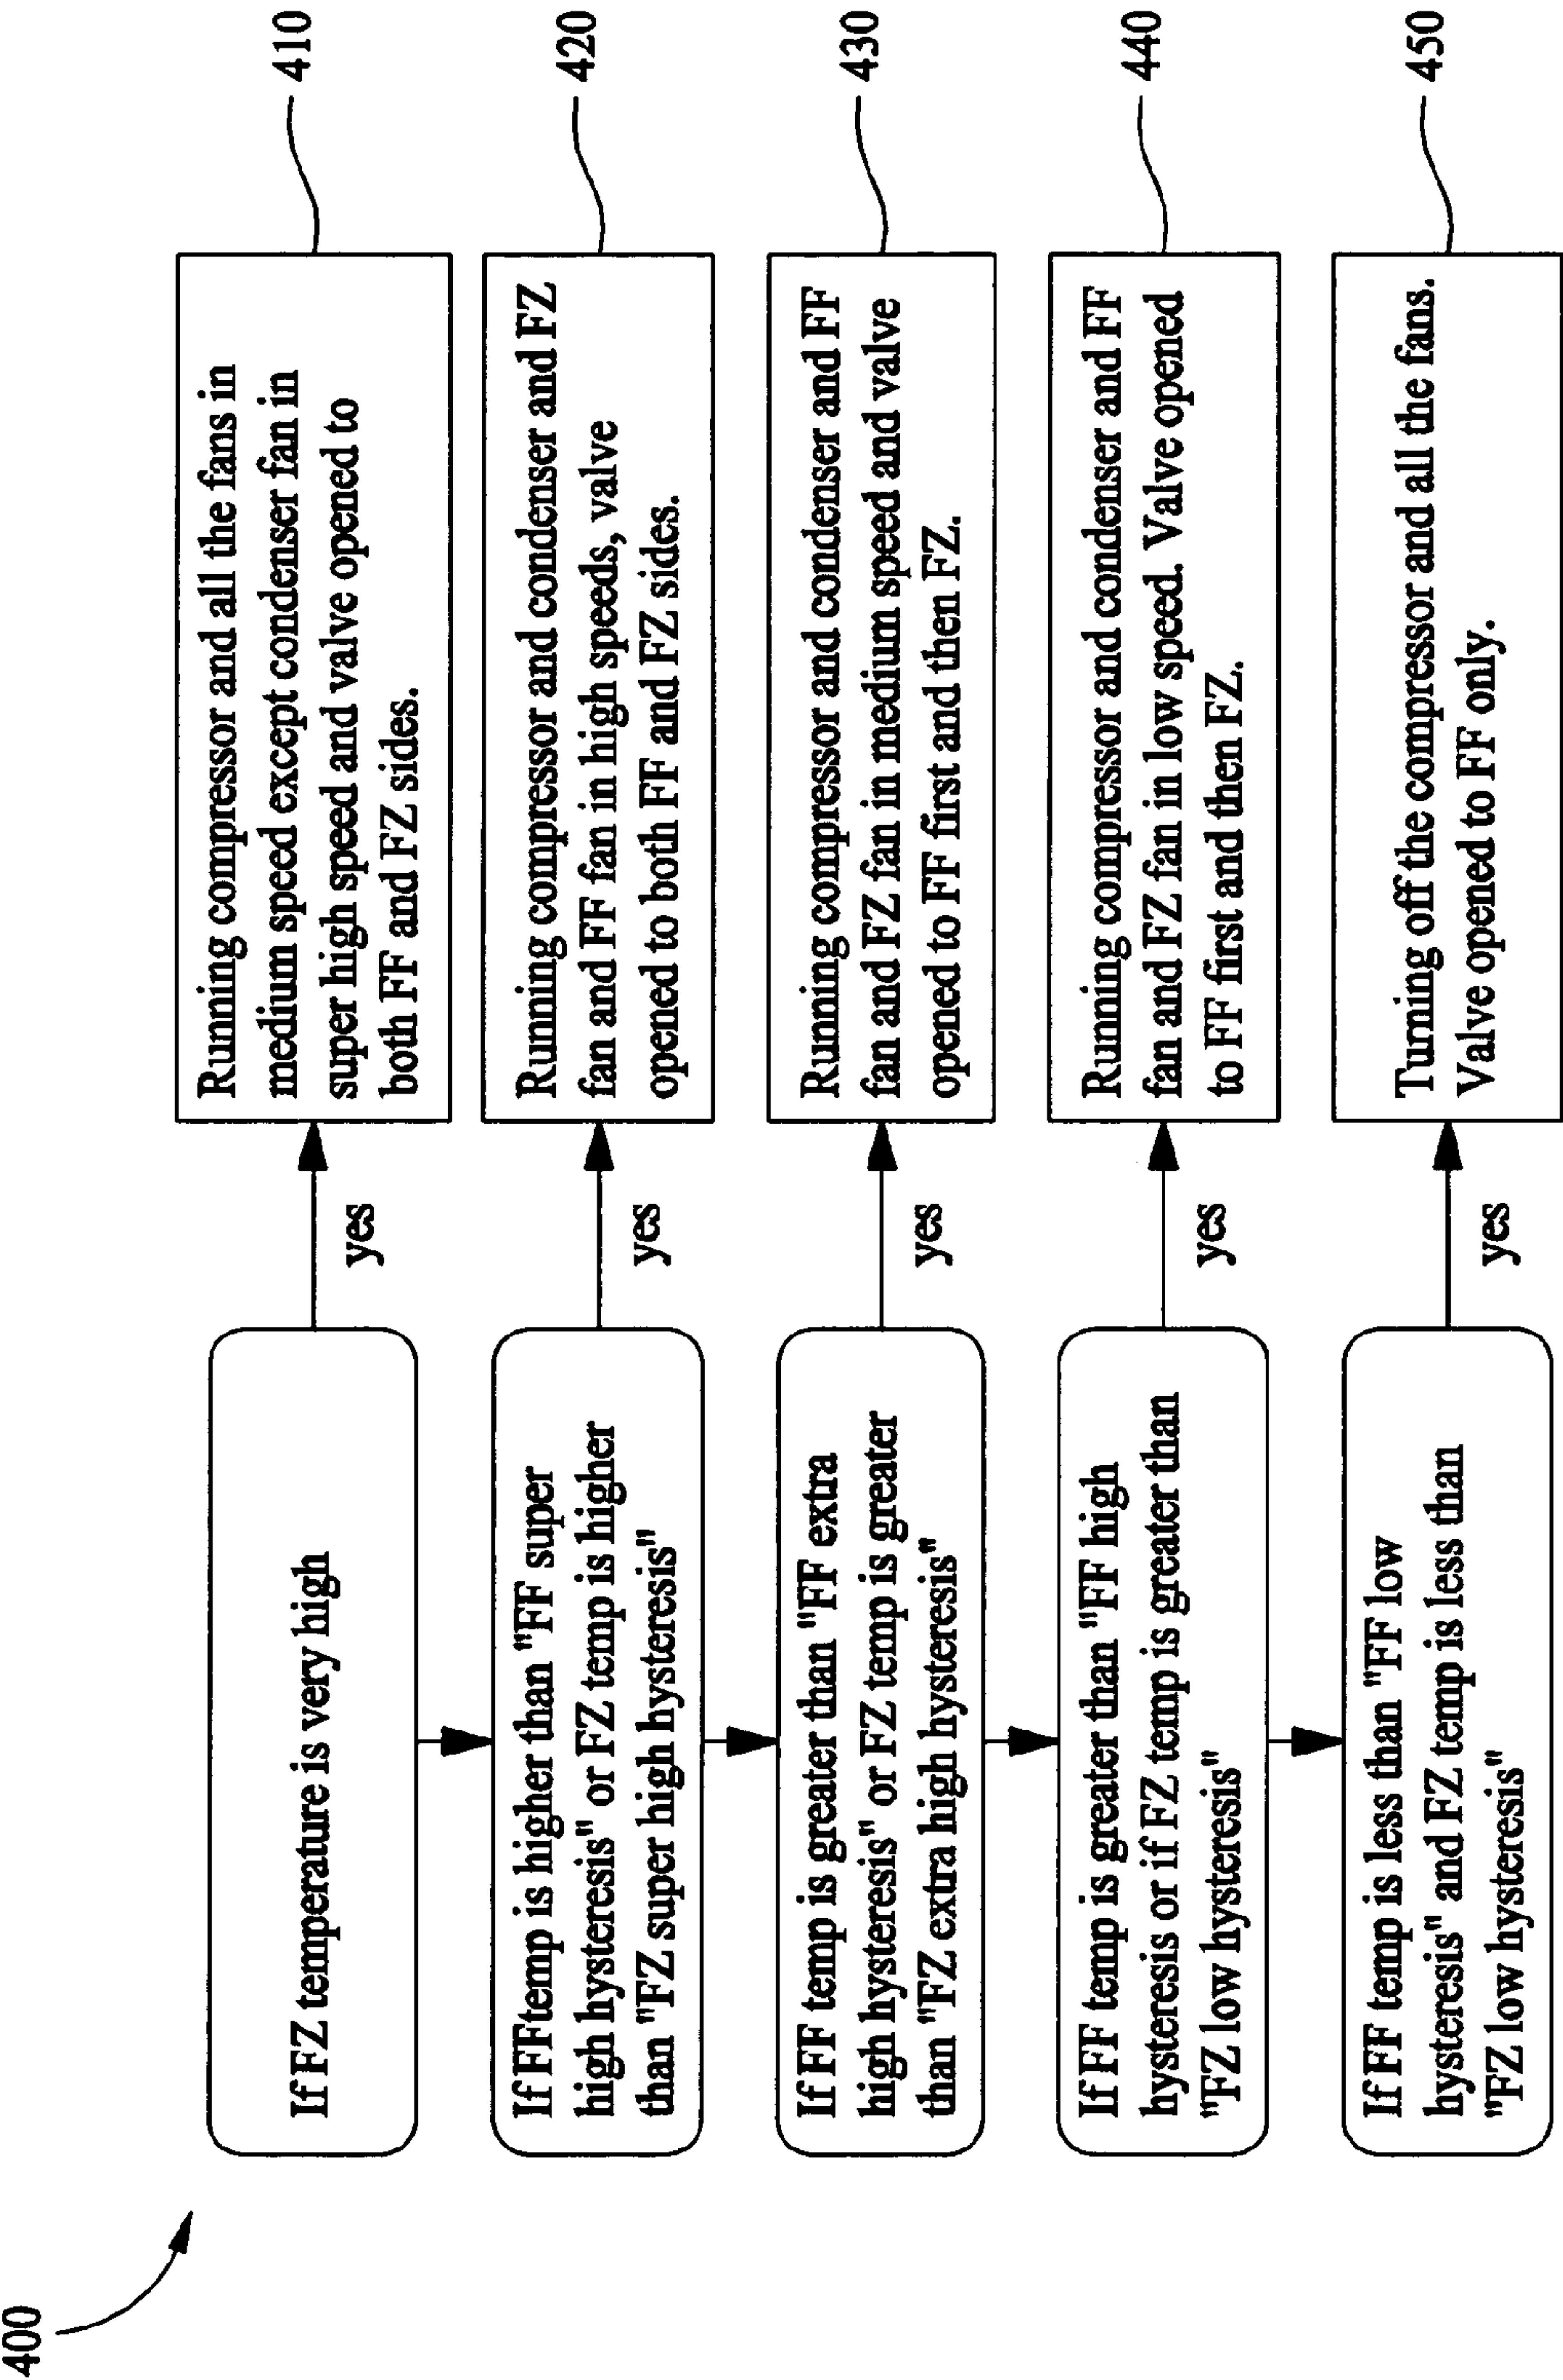 400
If FZ temperature is very high
yes
Running compressor and all the fans in
medium speed except condenser fan in
super high speed and valve opened to
both FF and FZ sides.
410
If FFtemp is higher than "FF super
high hysteresis" or FZ temp is higher
than "FZ super high hysteresis"
yes
Running compressor and condenser and FZ
fan and FF fan in high speeds, valve
opened to both FF and FZ sides.
420
If FF temp is greater than "FF extra
high hysteresis" or FZ temp is greater
than "FZ extra high hysteresis"
yes
Running compressor and condenser and FF
fan and FZ fan in medium speed and valve
opened to FF first and then FZ.
430
If FF temp is greater than "FF high
hysteresis or if FZ temp is greater than
"FZ low hysteresis"
yes
Running compressor and condenser and FF
fan and FZ fan in low speed. Valve opened
to FF first and then FZ.
440
If FF temp is less than "FF low
hysteresis" and FZ temp is less than
"FZ low hysteresis"
yes
Turning off the compressor and all the fans.
Valve opened to FF only.
450